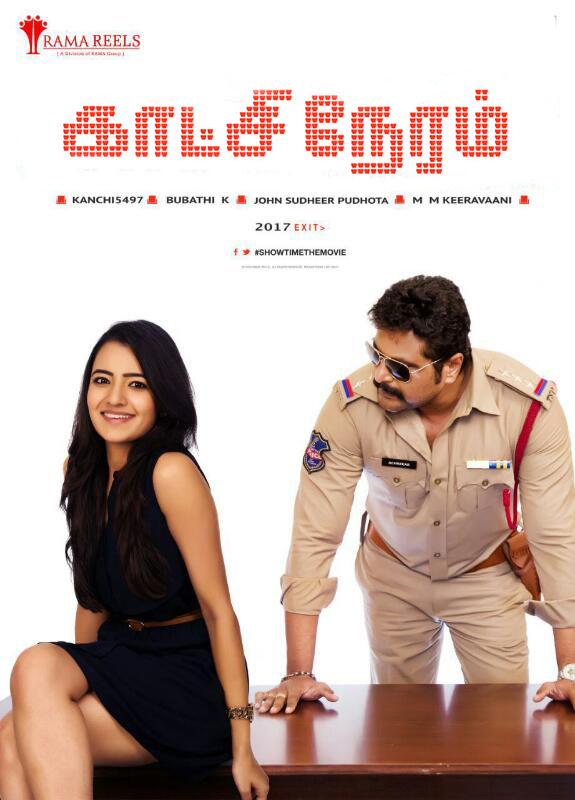 RAMA REELS
( A Division of RAMA Group )
காட்சி நேரம்
KANCHI5497 BUBATHI K JOHN SUDHEER PUDHOTA M M KEERAVAANI
2017 EXIT>
#SHOWTIMETHEMOVIE